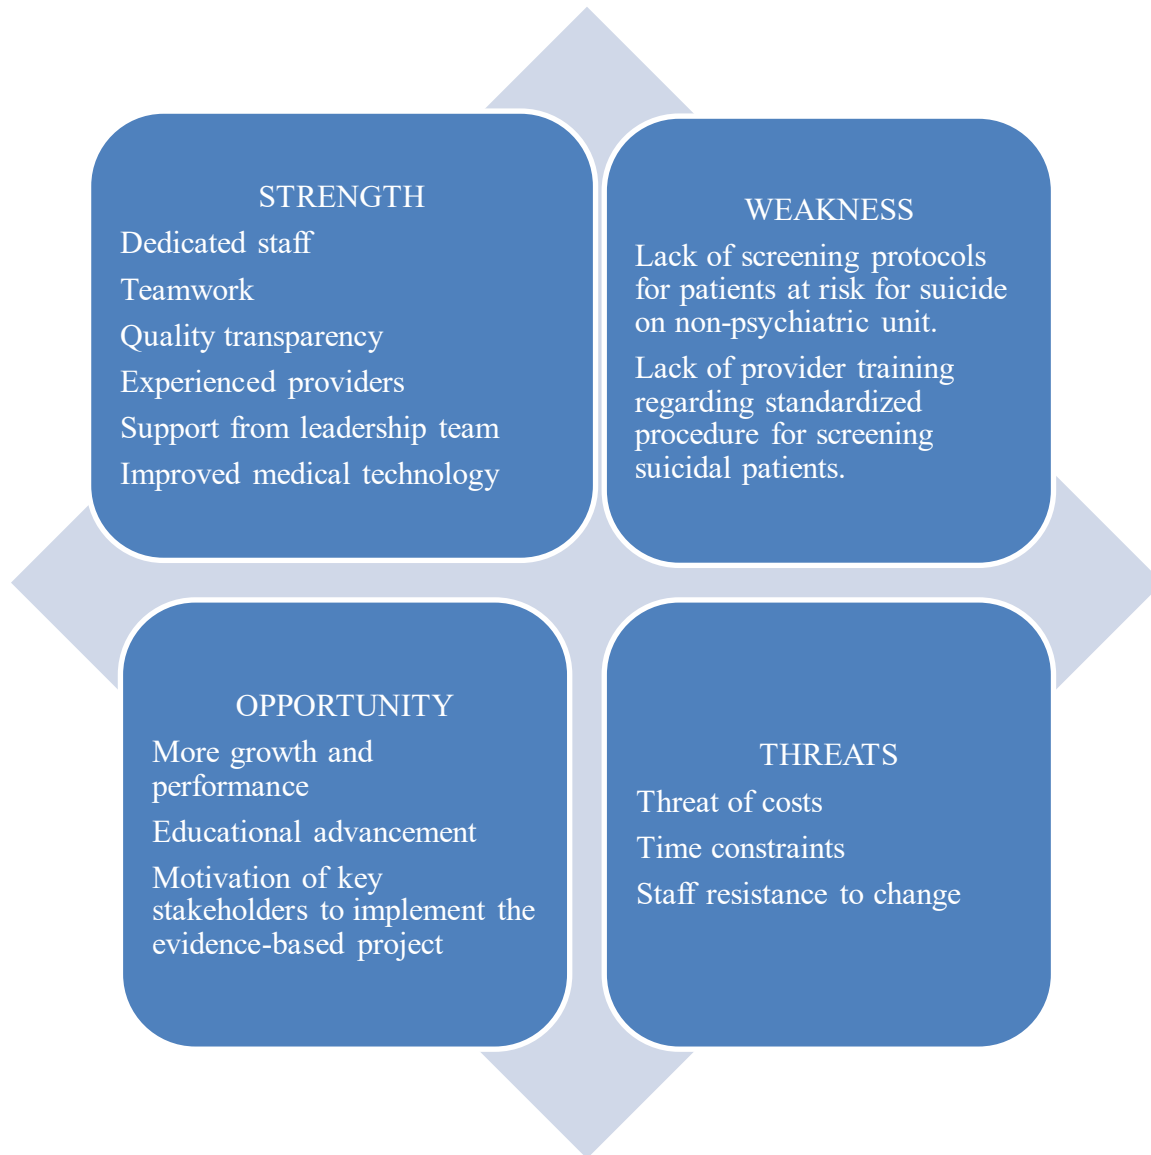 STRENGTH
Dedicated staff
Teamwork
Quality transparency
Experienced providers
Support from leadership team
Improved medical technology
WEAKNESS
Lack of screening protocols
for patients at risk for suicide
on non-psychiatric unit.
Lack of provider training
regarding standardized
procedure for screening
suicidal patients.
OPPORTUNITY
More growth and
performance
Educational advancement
Motivation of key
stakeholders to implement the
evidence-based project
THREATS
Threat of costs
Time constraints
Staff resistance to change